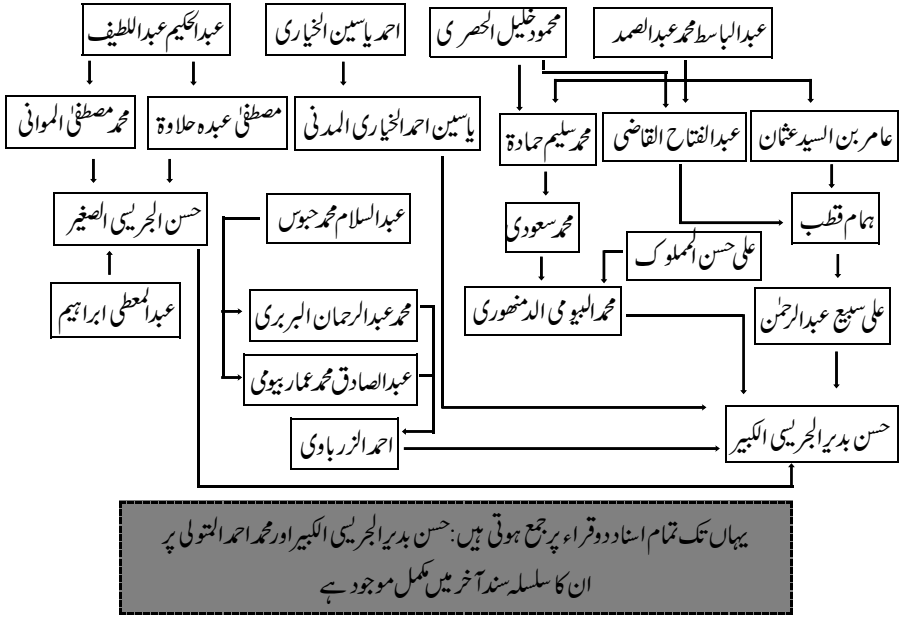 عبدالباسط محمد عبدالصمد
محمود خلیل الحصری
احمد یاسین الخیاری
عبدالحکیم عبداللطیف
عامر بن السید عثمان
عبدالفتاح القاضی
محمد سلیم حمادة
یاسین احمد الخیاری المدنی
مصطفیٰ عبدہ حلاوة
محمد مصطفیٰ الموانی
ہمام قطب
محمد سعودی
عبدالسلام محمد حبوس
حسن الجریسی الصغیر
علی حسن المملوک
علی سبیع عبدالرحمٰن
محمد البیومی الدمنھوری
محمد عبدالرحمان البربری
عبدالمعطی ابراہیم
عبدالصادق محمد عمار بیومی
حسن بدیر الجریسی الکبیر
احمد الزرباوی
یہاں تک تمام اسناد دو قراء پر جمع ہوتی ہیں: حسن بدیر الجریسی الکبیر اور محمد احمد المتولی پر
ان کا سلسلہ سند آخر میں مکمل موجود ہے